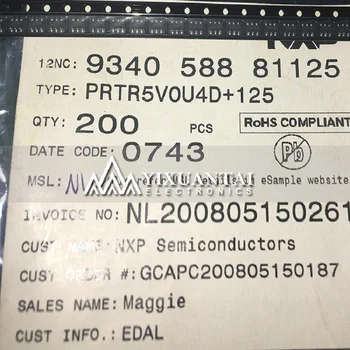 NXP
12NC: 9340 588 81125
TYPE: PRTR5V0U4D+125
QTY: 200 PCS
RoHS COMPLIANT
DATE CODE: 0743
Pb
MSL: eSample website
YAXUANXIN
ELECTRONICS
INVOICE NO: NL200805150261
CUST NAME: NXP Semiconductors
CUST ORDER #: GCAPC200805150187
SALES NAME: Maggie
CUST INFO.: EDAL